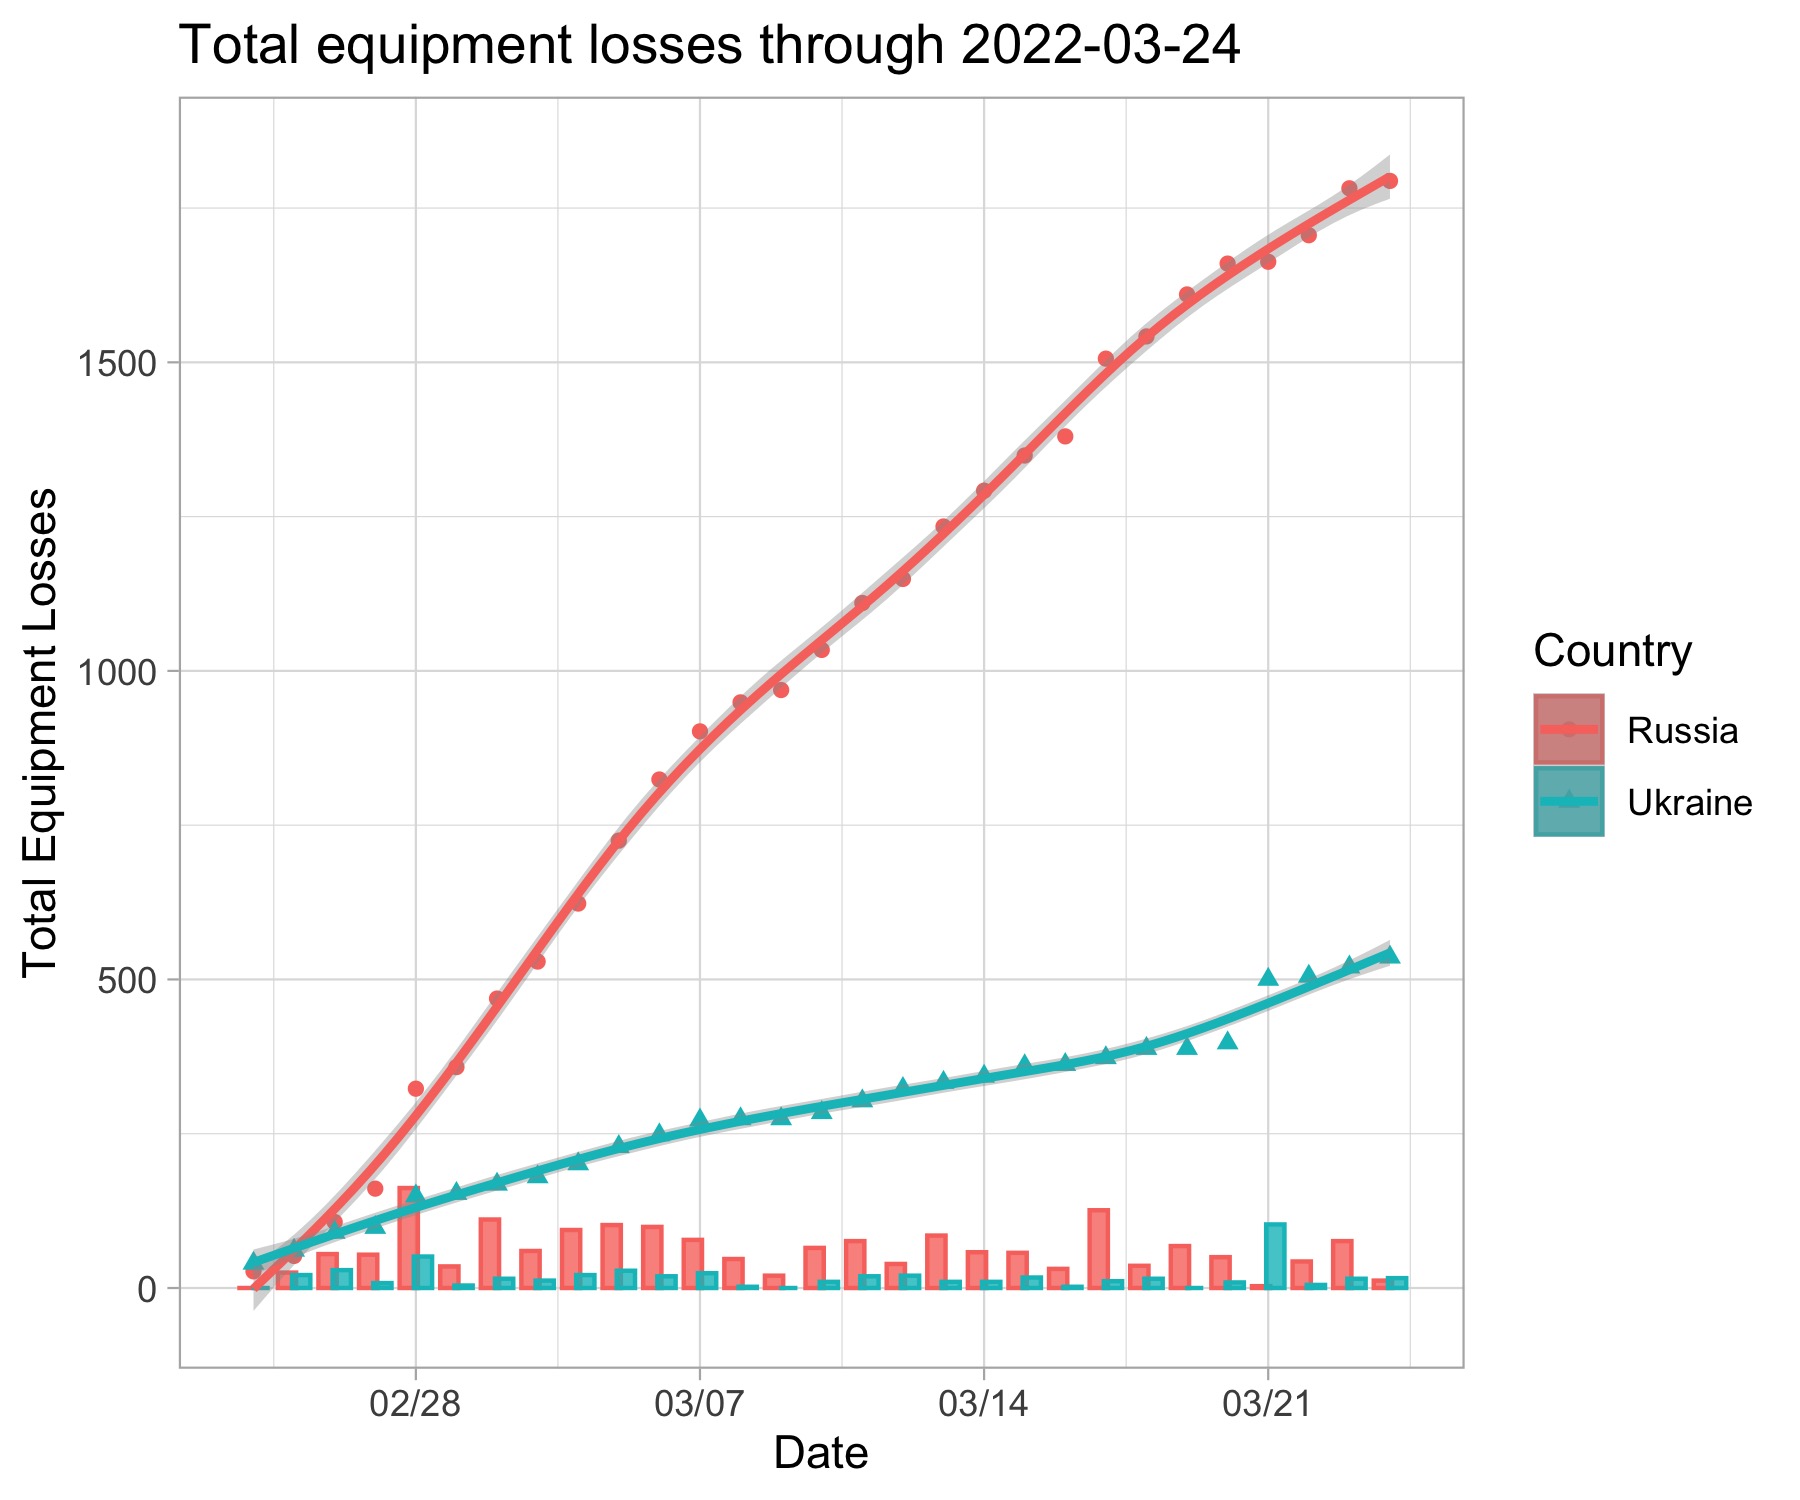 Total equipment losses through 2022-03-24
Total Equipment Losses
1500
1000
500
0
02/28 03/07 03/14 03/21
Date
Country
Russia
Ukraine